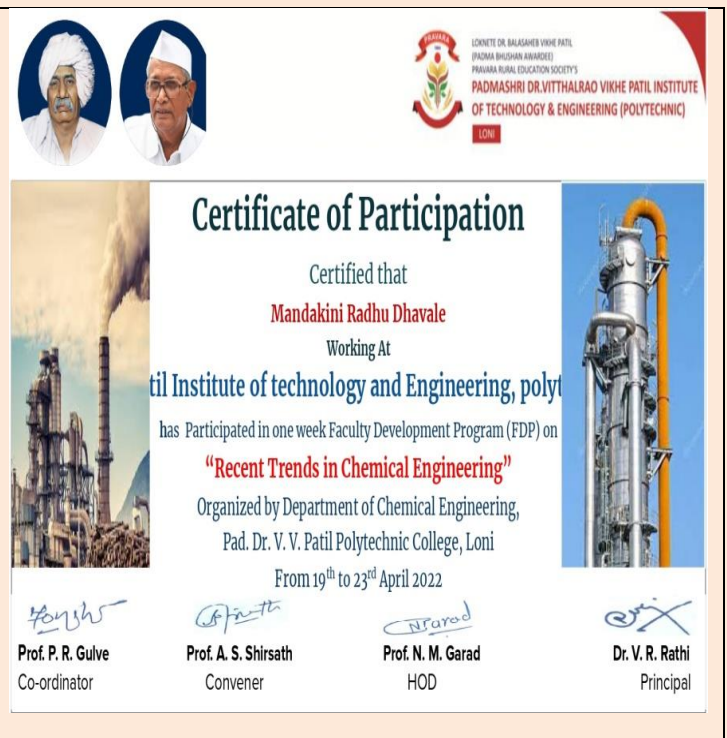 PRAVARA
LOKNETE DR. BALASAHEB VIKHE PATIL
(PADMA BHUSHAN AWARDEE)
PRAVARA RURAL EDUCATION SOCIETY'S
PADMASHRI DR.VITTHALRAO VIKHE PATIL INSTITUTE
OF TECHNOLOGY & ENGINEERING (POLYTECHNIC)
LONI
Certificate of Participation
Certified that
Mandakini Radhu Dhavale
Working At
til Institute of technology and Engineering, polyt
has Participated in one week Faculty Development Program (FDP) on
“Recent Trends in Chemical Engineering”
Organized by Department of Chemical Engineering,
Pad. Dr. V. V. Patil Polytechnic College, Loni
From 19th to 23rd April 2022
Prof. P. R. Gulve
Co-ordinator
Prof. A. S. Shirsath
Convener
Prof. N. M. Garad
HOD
Dr. V. R. Rathi
Principal